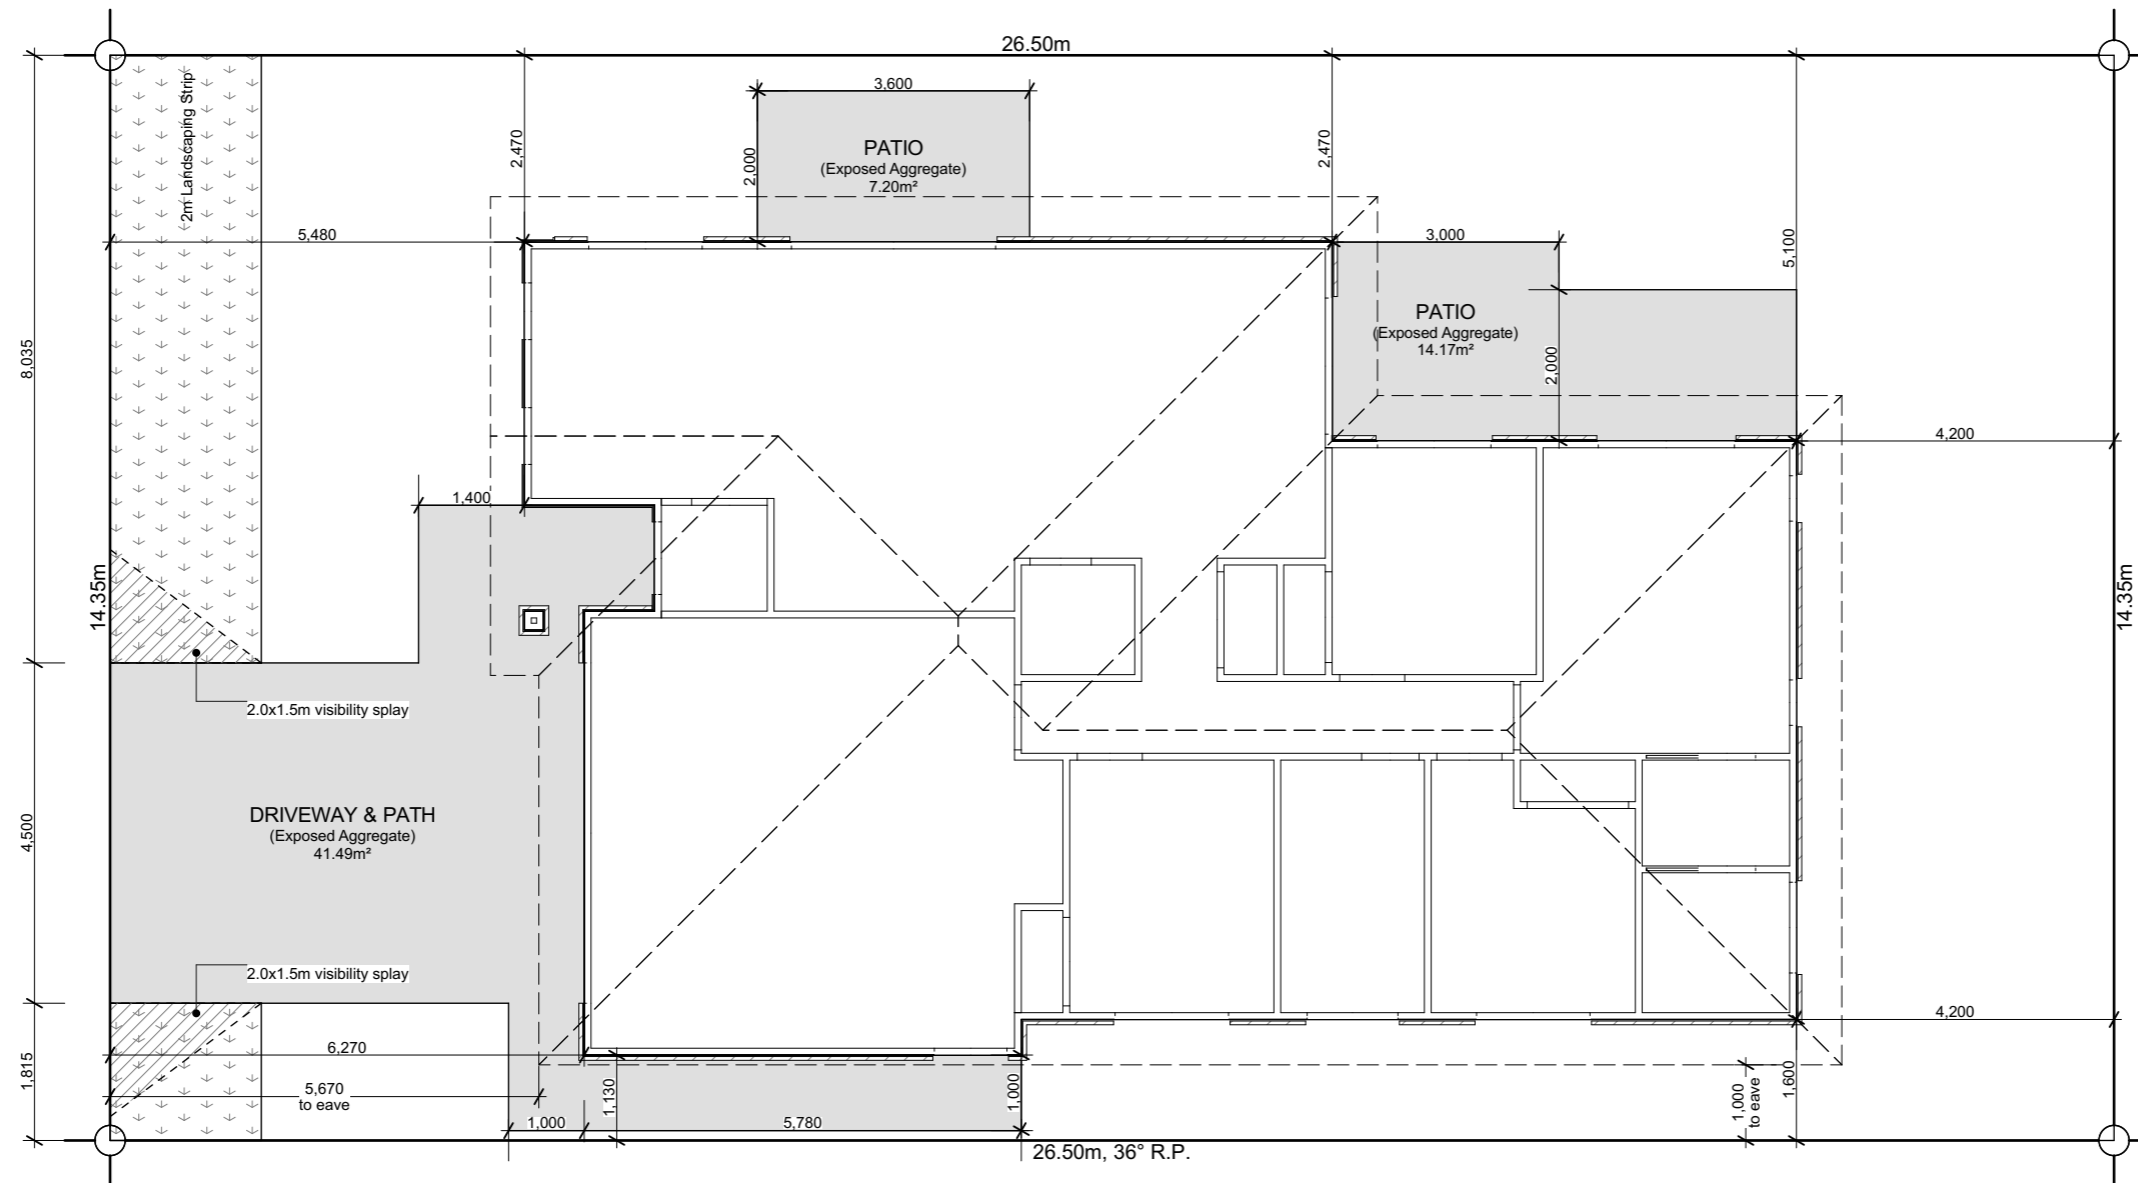 26.50m
2m Landscaping Strip
3,600
2,470
2,000
PATIO
(Exposed Aggregate)
7.20m²
2,470
5,480
3,000
5,100
PATIO
(Exposed Aggregate)
14.17m²
2,000
8,035
4,200
1,400
14.35m
14.35m
2.0x1.5m visibility splay
DRIVEWAY & PATH
(Exposed Aggregate)
41.49m²
4,500
2.0x1.5m visibility splay
4,200
6,270
1,815
5,670
to eave
1,130
1,000
1,000
to eave
1,600
1,000
5,780
26.50m, 36° R.P.